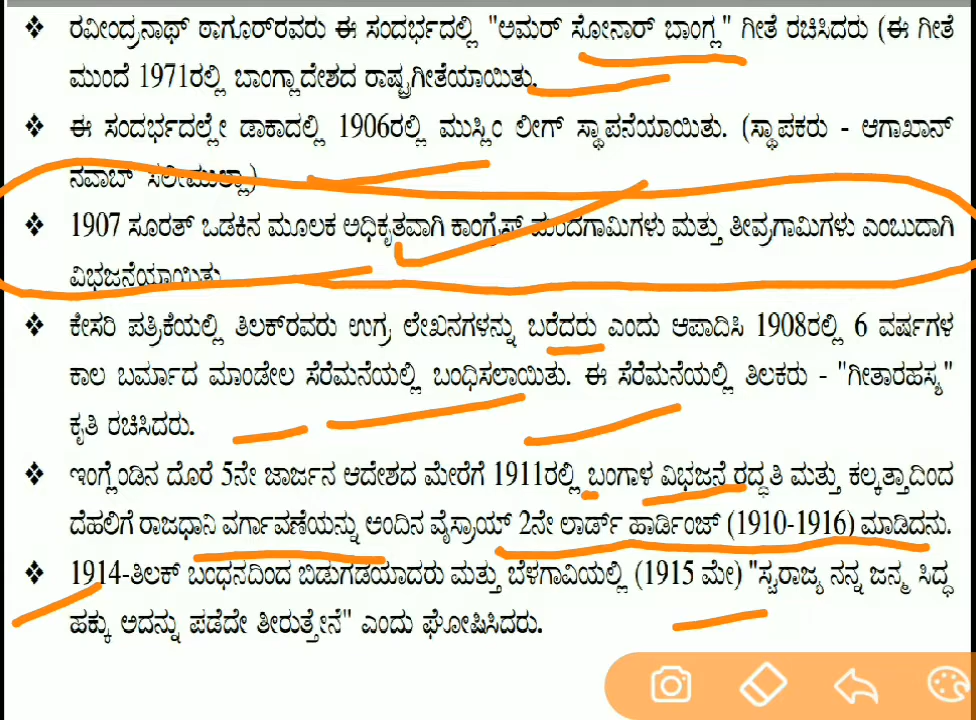 ❖ ರವೀಂದ್ರನಾಥ್ ಠಾಗೂರ್‌ರವರು ಈ ಸಂದರ್ಭದಲ್ಲಿ "ಅಮರ್ ಸೋನಾರ್ ಬಾಂಗ್ಲ" ಗೀತೆ ರಚಿಸಿದರು (ಈ ಗೀತೆ
ಮುಂದೆ 1971ರಲ್ಲಿ ಬಾಂಗ್ಲಾದೇಶದ ರಾಷ್ಟ್ರಗೀತೆಯಾಯಿತು.
❖ ಈ ಸಂದರ್ಭದಲ್ಲೇ ಡಾಕಾದಲ್ಲಿ 1906ರಲ್ಲಿ ಮುಸ್ಲಿಂ ಲೀಗ್ ಸ್ಥಾಪನೆಯಾಯಿತು. (ಸ್ಥಾಪಕರು - ಆಗಾಖಾನ್
ನವಾಬ್ ಸಲೀಮುಲ್ಲಾ)
❖ 1907 ಸೂರತ್ ಒಡಕಿನ ಮೂಲಕ ಅಧಿಕೃತವಾಗಿ ಕಾಂಗ್ರೆಸ್ ಮಂದಗಾಮಿಗಳು ಮತ್ತು ತೀವ್ರಗಾಮಿಗಳು ಎಂಬುದಾಗಿ
ವಿಭಜನೆಯಾಯಿತು
❖ ಕೇಸರಿ ಪತ್ರಿಕೆಯಲ್ಲಿ ತಿಲಕ್‌ರವರು ಉಗ್ರ ಲೇಖನಗಳನ್ನು ಬರೆದರು ಎಂದು ಆಪಾದಿಸಿ 1908ರಲ್ಲಿ 6 ವರ್ಷಗಳ
ಕಾಲ ಬರ್ಮಾದ ಮಾಂಡೇಲ ಸೆರೆಮನೆಯಲ್ಲಿ ಬಂಧಿಸಲಾಯಿತು. ಈ ಸೆರೆಮನೆಯಲ್ಲಿ ತಿಲಕರು - "ಗೀತಾರಹಸ್ಯ"
ಕೃತಿ ರಚಿಸಿದರು.
❖ ಇಂಗ್ಲೆಂಡಿನ ದೊರೆ 5ನೇ ಜಾರ್ಜನ ಆದೇಶದ ಮೇರೆಗೆ 1911ರಲ್ಲಿ ಬಂಗಾಳ ವಿಭಜನೆ ರದ್ಧತಿ ಮತ್ತು ಕಲ್ಕತ್ತಾದಿಂದ
ದೆಹಲಿಗೆ ರಾಜಧಾನಿ ವರ್ಗಾವಣೆಯನ್ನು ಅಂದಿನ ವೈಸ್ರಾಯ್ 2ನೇ ಲಾರ್ಡ್ ಹಾರ್ಡಿಂಜ್ (1910-1916) ಮಾಡಿದನು.
❖ 1914-ತಿಲಕ್ ಬಂಧನದಿಂದ ಬಿಡುಗಡೆಯಾದರು ಮತ್ತು ಬೆಳಗಾವಿಯಲ್ಲಿ (1915 ಮೇ) "ಸ್ವರಾಜ್ಯ ನನ್ನ ಜನ್ಮ ಸಿದ್ಧ
ಹಕ್ಕು ಅದನ್ನು ಪಡೆದೇ ತೀರುತ್ತೇನೆ" ಎಂದು ಘೋಷಿಸಿದರು.